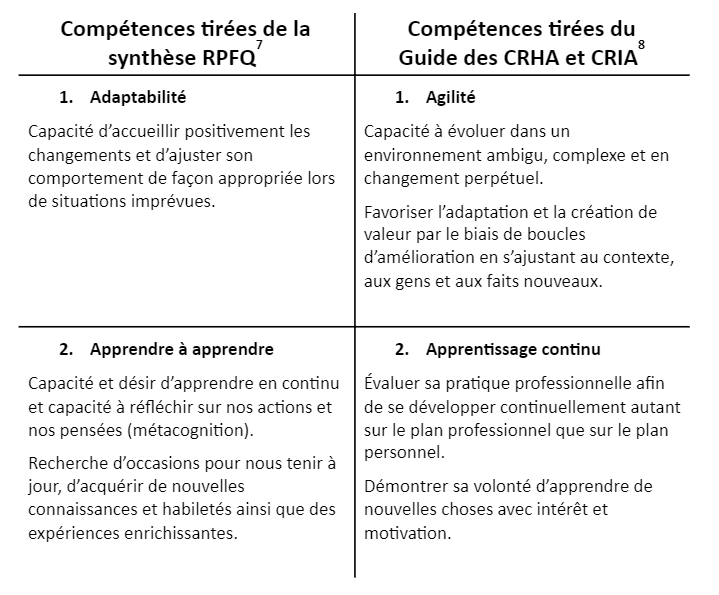 Compétences tirées de la
synthèse RPFQ7
Compétences tirées du
Guide des CRHA et CRIA8
1. Adaptabilité
Capacité d’accueillir positivement les
changements et d’ajuster son
comportement de façon appropriée lors
de situations imprévues.
1. Agilité
Capacité à évoluer dans un
environnement ambigu, complexe et en
changement perpétuel.
Favoriser l’adaptation et la création de
valeur par le biais de boucles
d’amélioration en s’ajustant au contexte,
aux gens et aux faits nouveaux.
2. Apprendre à apprendre
Capacité et désir d’apprendre en continu
et capacité à réfléchir sur nos actions et
nos pensées (métacognition).
Recherche d’occasions pour nous tenir à
jour, d’acquérir de nouvelles
connaissances et habiletés ainsi que des
expériences enrichissantes.
2. Apprentissage continu
Évaluer sa pratique professionnelle afin
de se développer continuellement autant
sur le plan professionnel que sur le plan
personnel.
Démontrer sa volonté d’apprendre de
nouvelles choses avec intérêt et
motivation.